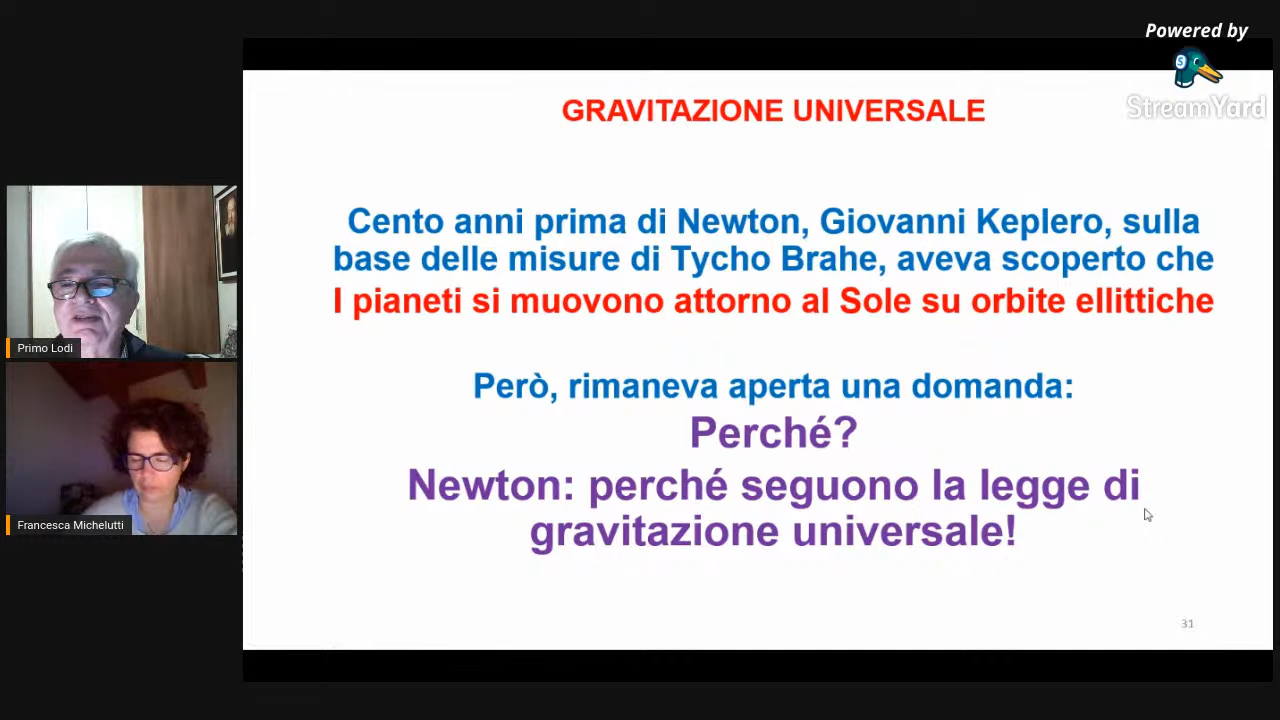 Powered by
StreamYard
GRAVITAZIONE UNIVERSALE
Cento anni prima di Newton, Giovanni Keplero, sulla
base delle misure di Tycho Brahe, aveva scoperto che
I pianeti si muovono attorno al Sole su orbite ellittiche
Però, rimaneva aperta una domanda:
Perché?
Newton: perché seguono la legge di
gravitazione universale!
31
Primo Lodi
Francesca Michelutti